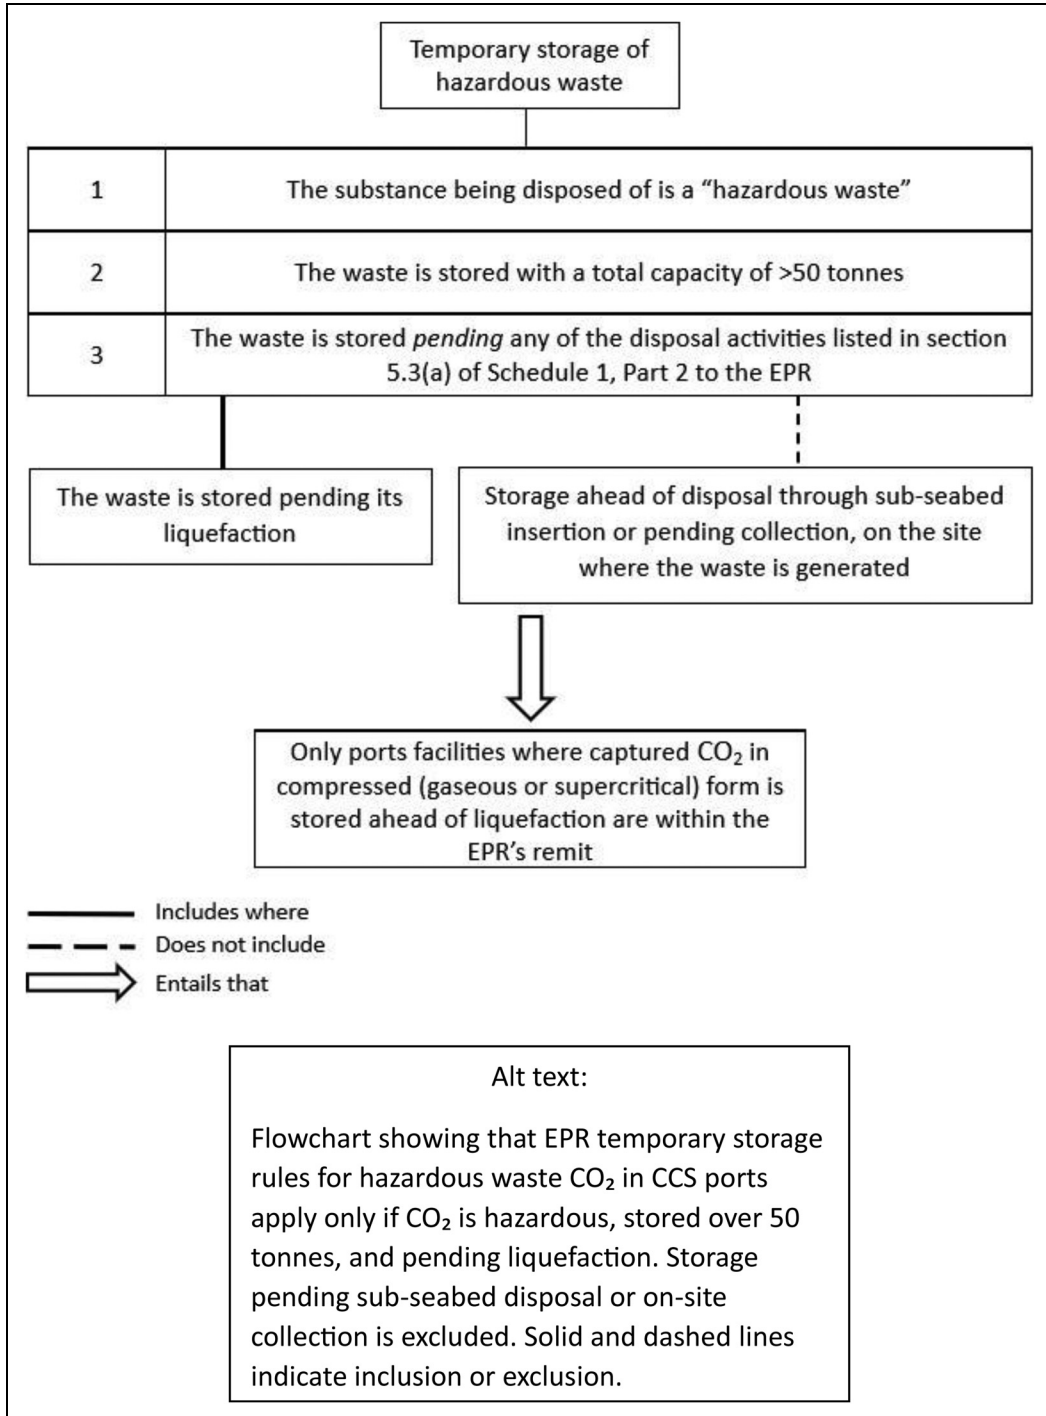 Temporary storage of
hazardous waste
1
The substance being disposed of is a “hazardous waste”
2
The waste is stored with a total capacity of >50 tonnes
3
The waste is stored pending any of the disposal activities listed in section
5.3(a) of Schedule 1, Part 2 to the EPR
The waste is stored pending its
liquefaction
Storage ahead of disposal through sub-seabed
insertion or pending collection, on the site
where the waste is generated
Only ports facilities where captured CO₂ in
compressed (gaseous or supercritical) form is
stored ahead of liquefaction are within the
EPR’s remit
Includes where
Does not include
Entails that
Alt text:
Flowchart showing that EPR temporary storage
rules for hazardous waste CO₂ in CCS ports
apply only if CO₂ is hazardous, stored over 50
tonnes, and pending liquefaction. Storage
pending sub-seabed disposal or on-site
collection is excluded. Solid and dashed lines
indicate inclusion or exclusion.